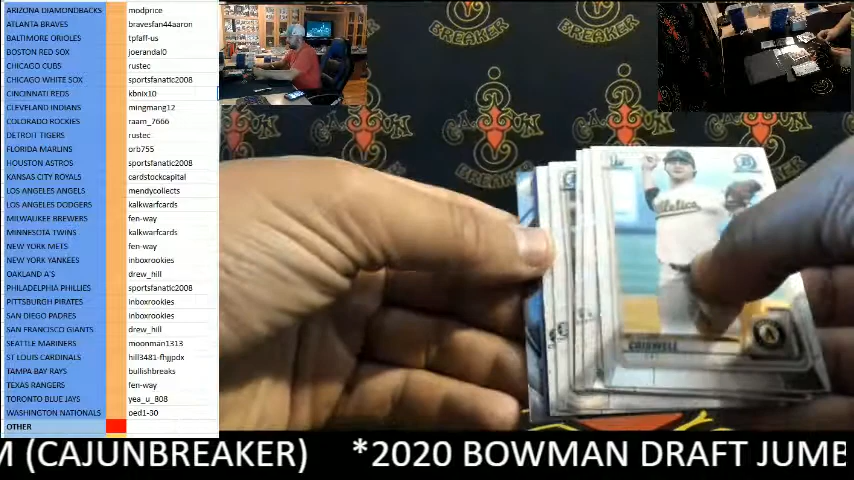 ARIZONA DIAMONDBACKS modprice
ATLANTA BRAVES bravesfan44aaron
BALTIMORE ORIOLES tpfaff-us
BOSTON RED SOX joerandal0
CHICAGO CUBS rustec
CHICAGO WHITE SOX sportsfanatic2008
CINCINNATI REDS kbnix10
CLEVELAND INDIANS mingmang12
COLORADO ROCKIES raam_7666
DETROIT TIGERS rustec
FLORIDA MARLINS orb755
HOUSTON ASTROS sportsfanatic2008
KANSAS CITY ROYALS cardstockcapital
LOS ANGELES ANGELS mendycollects
LOS ANGELES DODGERS kalkwarfcards
MILWAUKEE BREWERS fen-way
MINNESOTA TWINS kalkwarfcards
NEW YORK METS fen-way
NEW YORK YANKEES inboxrookies
OAKLAND A'S drew_hill
PHILADELPHIA PHILLIES sportsfanatic2008
PITTSBURGH PIRATES inboxrookies
SAN DIEGO PADRES inboxrookies
SAN FRANCISCO GIANTS drew_hill
SEATTLE MARINERS moonman1313
ST LOUIS CARDINALS hill3481-fhjjpdx
TAMPA BAY RAYS bullishbreaks
TEXAS RANGERS fen-way
TORONTO BLUE JAYS yea_u_808
WASHINGTON NATIONALS ped1-30
OTHER
BREAKER
BREAKER
CAJUN
CAJUN
BREAKER
BREAKER
1st
Athletics
CRISWELL
M (CAJUNBREAKER) *2020 BOWMAN DRAFT JUMB